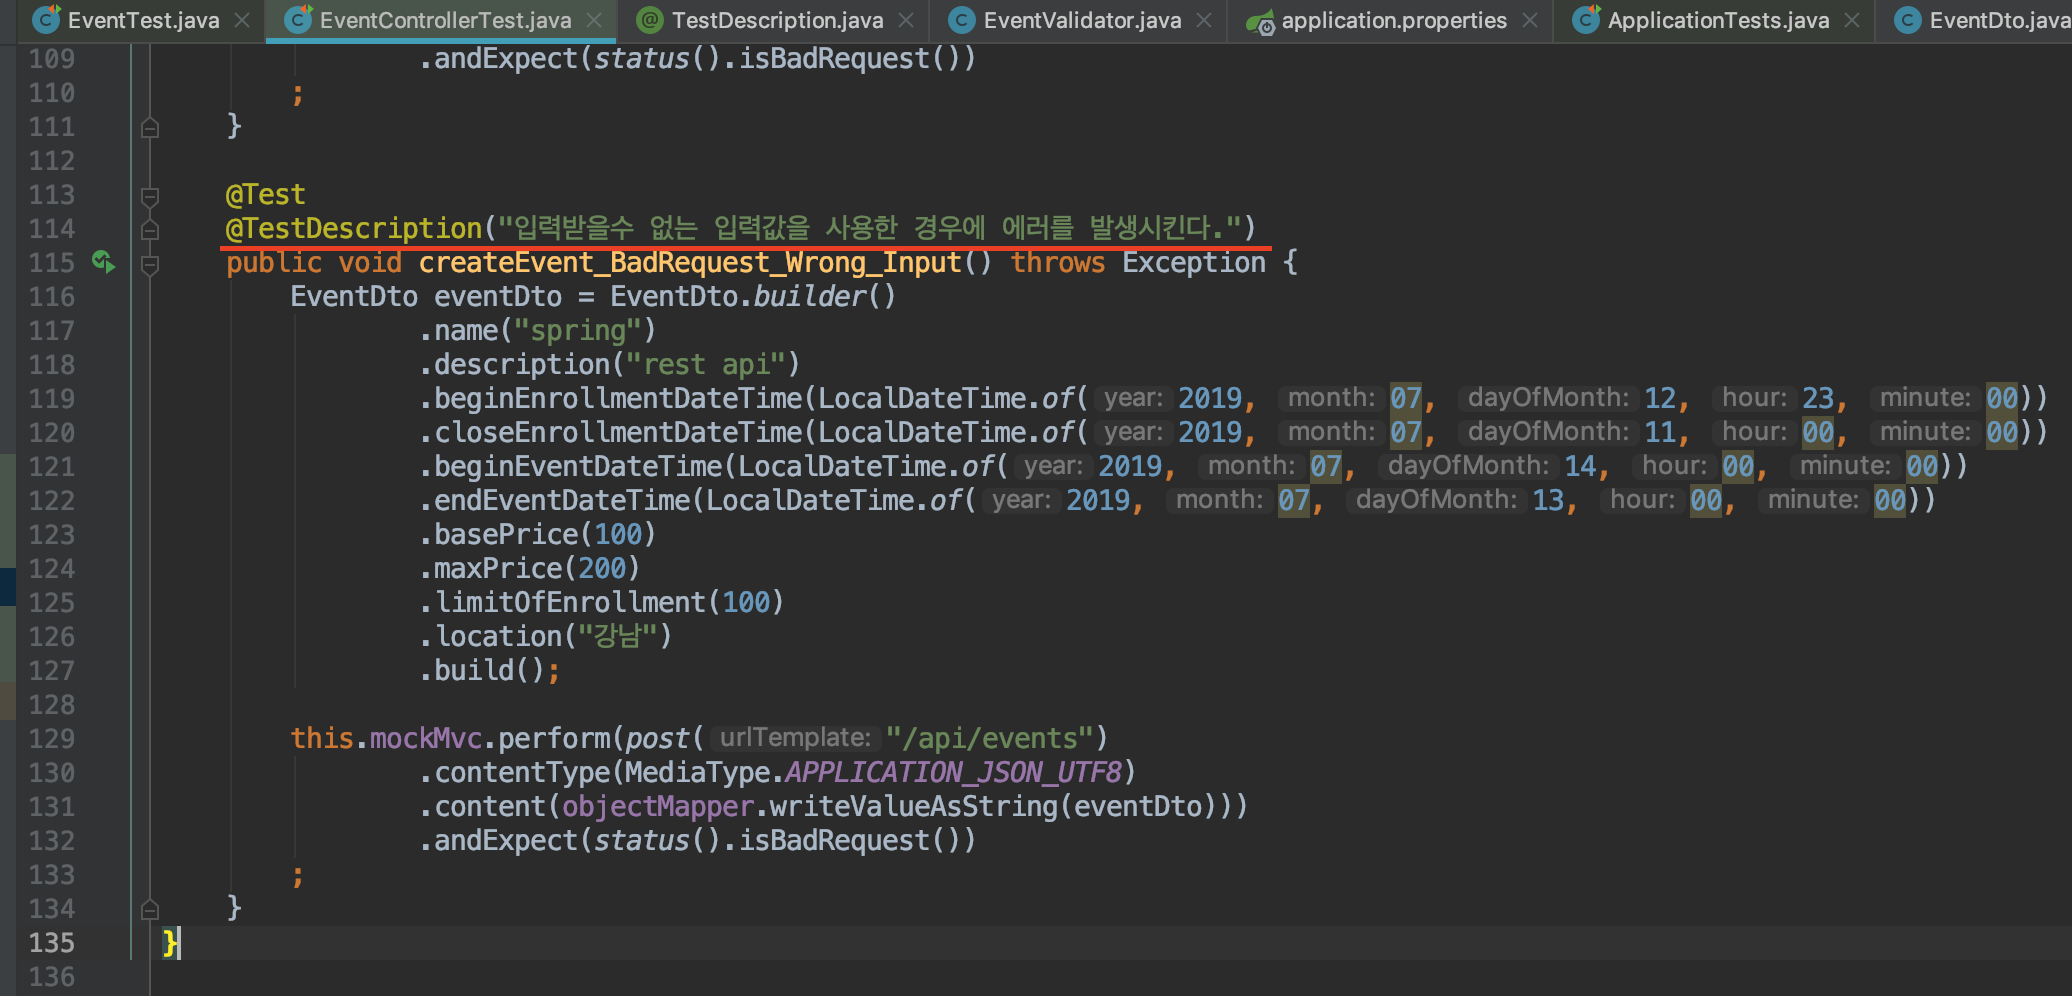 EventTest.java EventControllerTest.java TestDescription.java EventValidator.java application.properties ApplicationTests.java EventDto.java
109 .andExpect(status().isBadRequest())
110 ;
111 }
112
113 @Test
114 @TestDescription("입력받을수 없는 입력값을 사용한 경우에 에러를 발생시킨다.")
115 public void createEvent_BadRequest_Wrong_Input() throws Exception {
116 EventDto eventDto = EventDto.builder()
117 .name("spring")
118 .description("rest api")
119 .beginEnrollmentDateTime(LocalDateTime.of( year: 2019, month: 07, dayOfMonth: 12, hour: 23, minute: 00))
120 .closeEnrollmentDateTime(LocalDateTime.of( year: 2019, month: 07, dayOfMonth: 11, hour: 00, minute: 00))
121 .beginEventDateTime(LocalDateTime.of( year: 2019, month: 07, dayOfMonth: 14, hour: 00, minute: 00))
122 .endEventDateTime(LocalDateTime.of( year: 2019, month: 07, dayOfMonth: 13, hour: 00, minute: 00))
123 .basePrice(100)
124 .maxPrice(200)
125 .limitOfEnrollment(100)
126 .location("강남")
127 .build();
128
129 this.mockMvc.perform(post( urlTemplate: "/api/events")
130 .contentType(MediaType.APPLICATION_JSON_UTF8)
131 .content(objectMapper.writeValueAsString(eventDto)))
132 .andExpect(status().isBadRequest())
133 ;
134 }
135 }
136